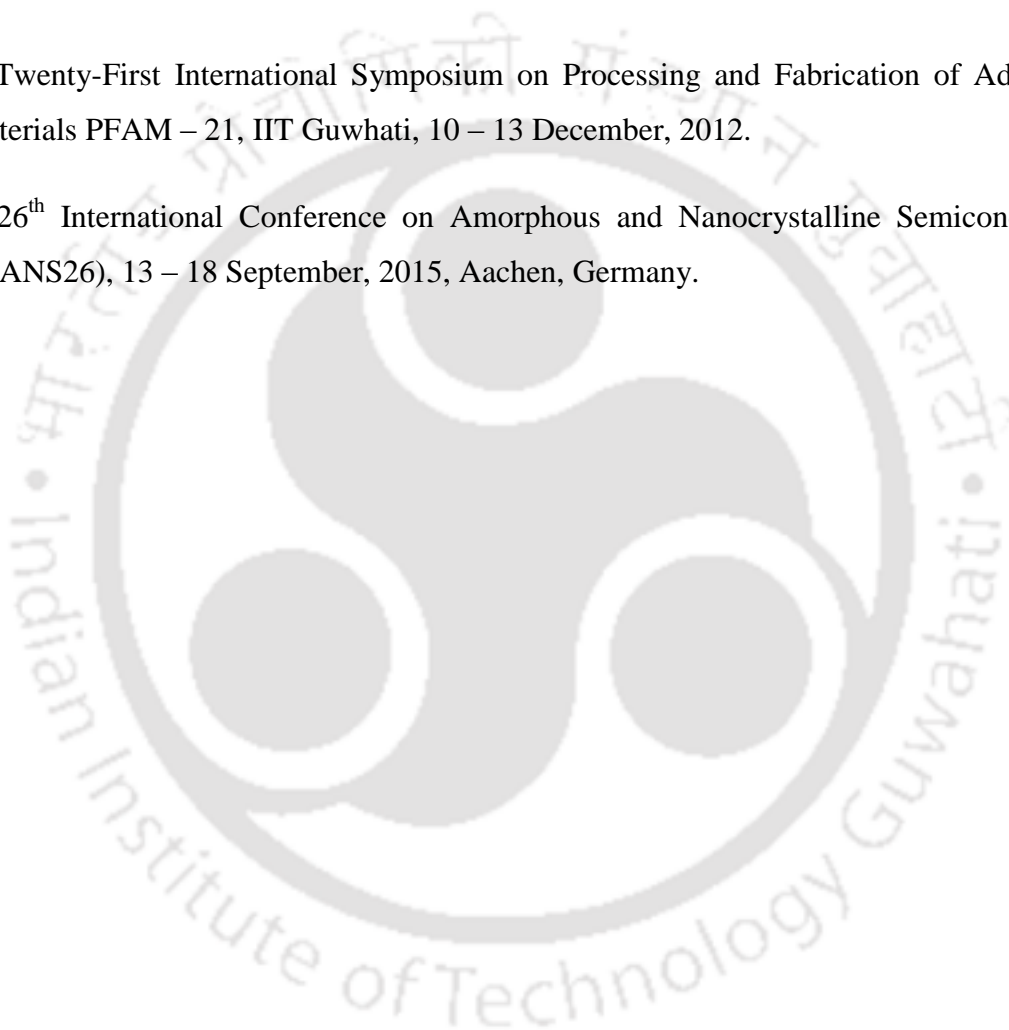 Twenty-First International Symposium on Processing and Fabrication of Ad
terials PFAM – 21, IIT Guwhati, 10 – 13 December, 2012.
26th International Conference on Amorphous and Nanocrystalline Semicon
ANS26), 13 – 18 September, 2015, Aachen, Germany.
भारतीय प्रौद्योगिकी संस्थान गुवाहाटी
• Indian Institute of Technology Guwahati •